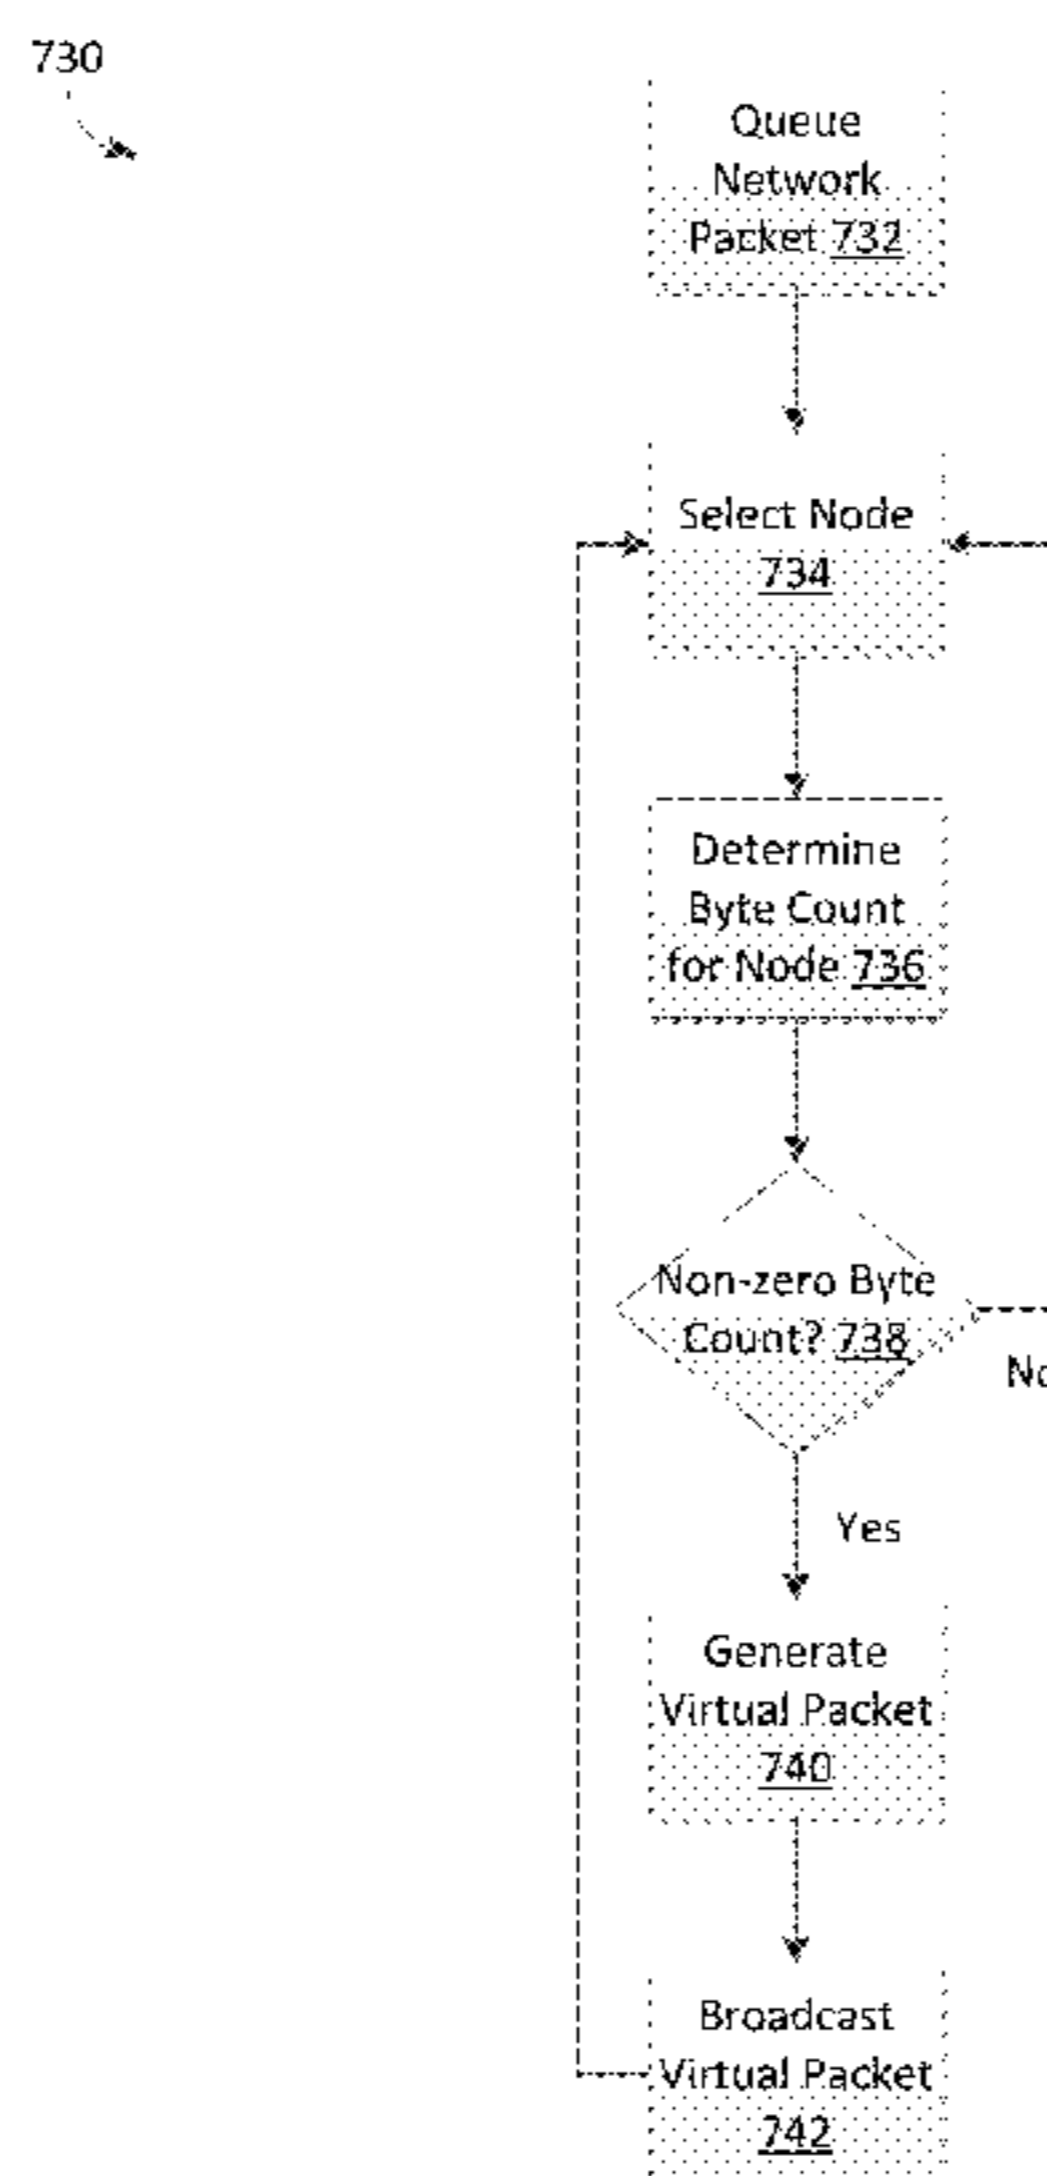 730
Queue
Network
Packet 732
Select Node
734
Determine
Byte Count
for Node 736
Non-zero Byte
Count? 738
No
Yes
Generate
Virtual Packet
740
Broadcast
Virtual Packet
742